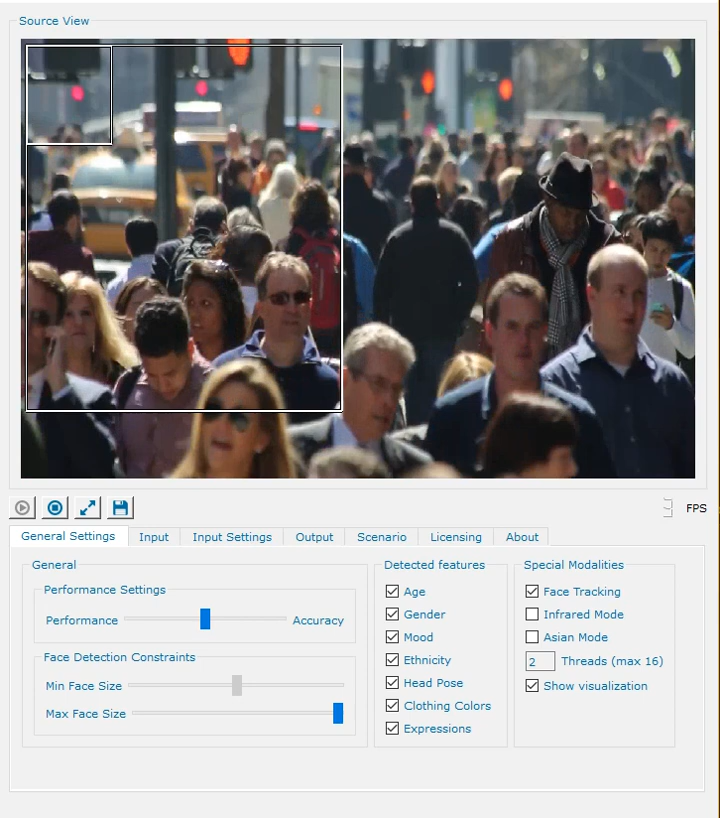 Source View
FPS
General Settings Input Input Settings Output Scenario Licensing About
General
Performance Settings
Performance Accuracy
Face Detection Constraints
Min Face Size
Max Face Size
Detected features
Age
Gender
Mood
Ethnicity
Head Pose
Clothing Colors
Expressions
Special Modalities
Face Tracking
Infrared Mode
Asian Mode
2 Threads (max 16)
Show visualization